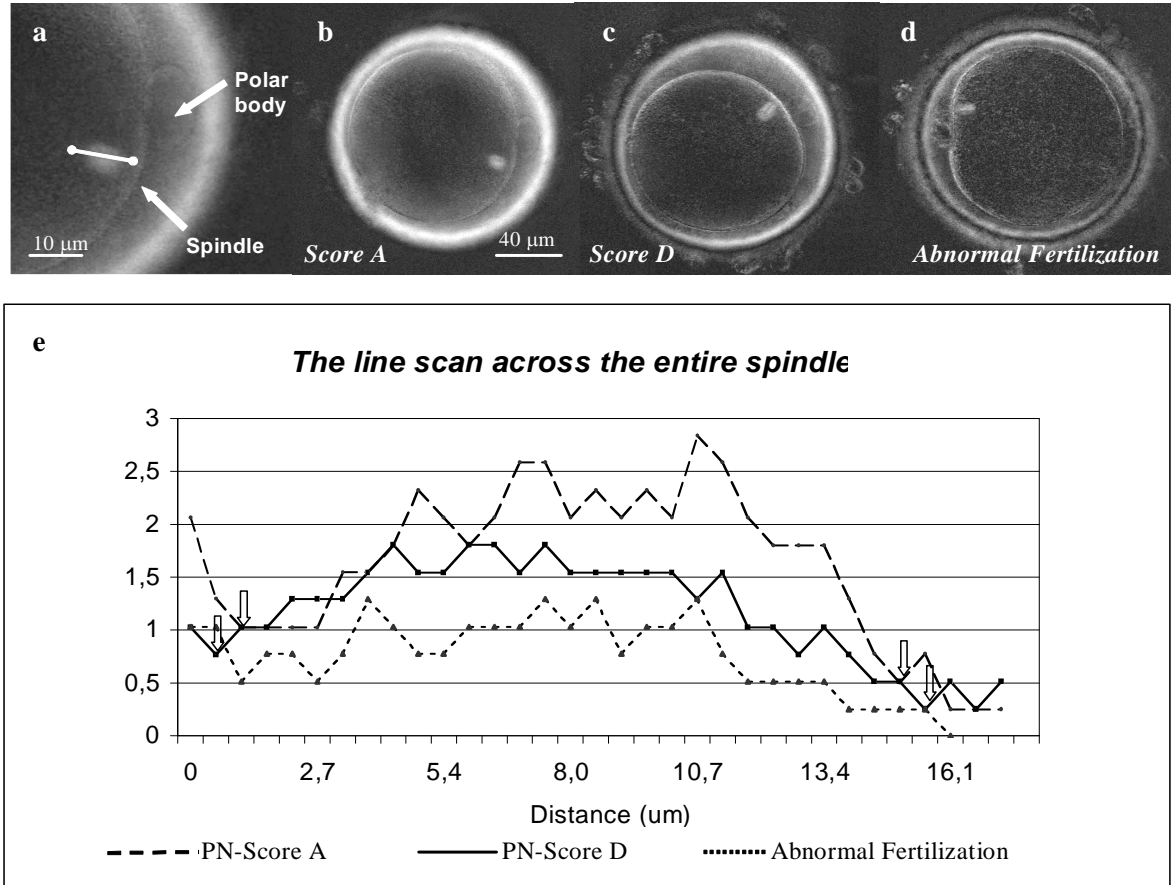 a
Polar
body
Spindle
10 µm
b
Score A
40 µm
c
Score D
d
Abnormal Fertilization
e
The line scan across the entire spindle
3
2,5
2
1,5
1
0,5
0
0 2,7 5,4 8,0 10,7 13,4 16,1
Distance (um)
PN-Score A PN-Score D Abnormal Fertilization